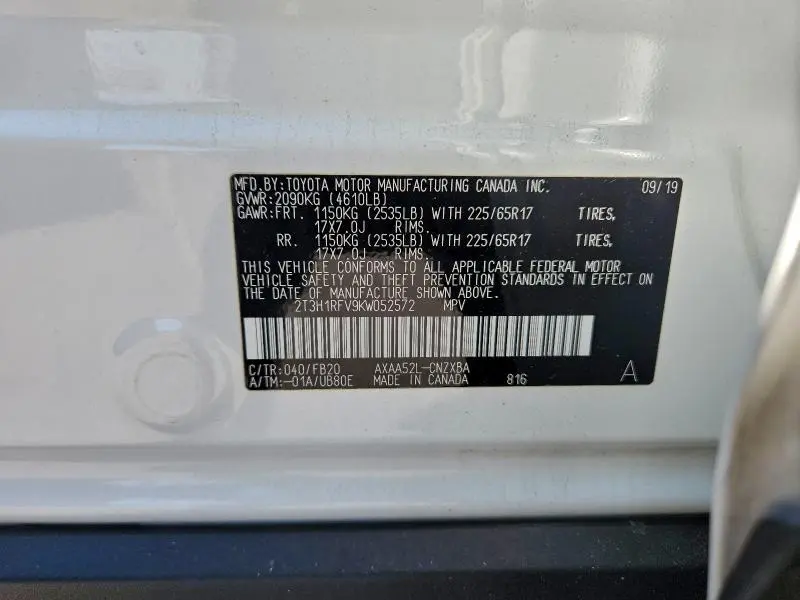 MFD.BY:TOYOTA MOTOR MANUFACTURING CANADA INC. 09/19
GVWR:2090KG (4610LB)
GAWR:FRT. 1150KG (2535LB) WITH 225/65R17 TIRES,
17X7.0J RIMS.
RR. 1150KG (2535LB) WITH 225/65R17 TIRES,
17X7.0J RIMS.
THIS VEHICLE CONFORMS TO ALL APPLICABLE FEDERAL MOTOR
VEHICLE SAFETY AND THEFT PREVENTION STANDARDS IN EFFECT ON
THE DATE OF MANUFACTURE SHOWN ABOVE.
2T3H1RFV9KW052572 MPV
C/TR:040/FB20 AXAA52L-CNZXBA
A/TM:-01A/UB80E MADE IN CANADA 816 A